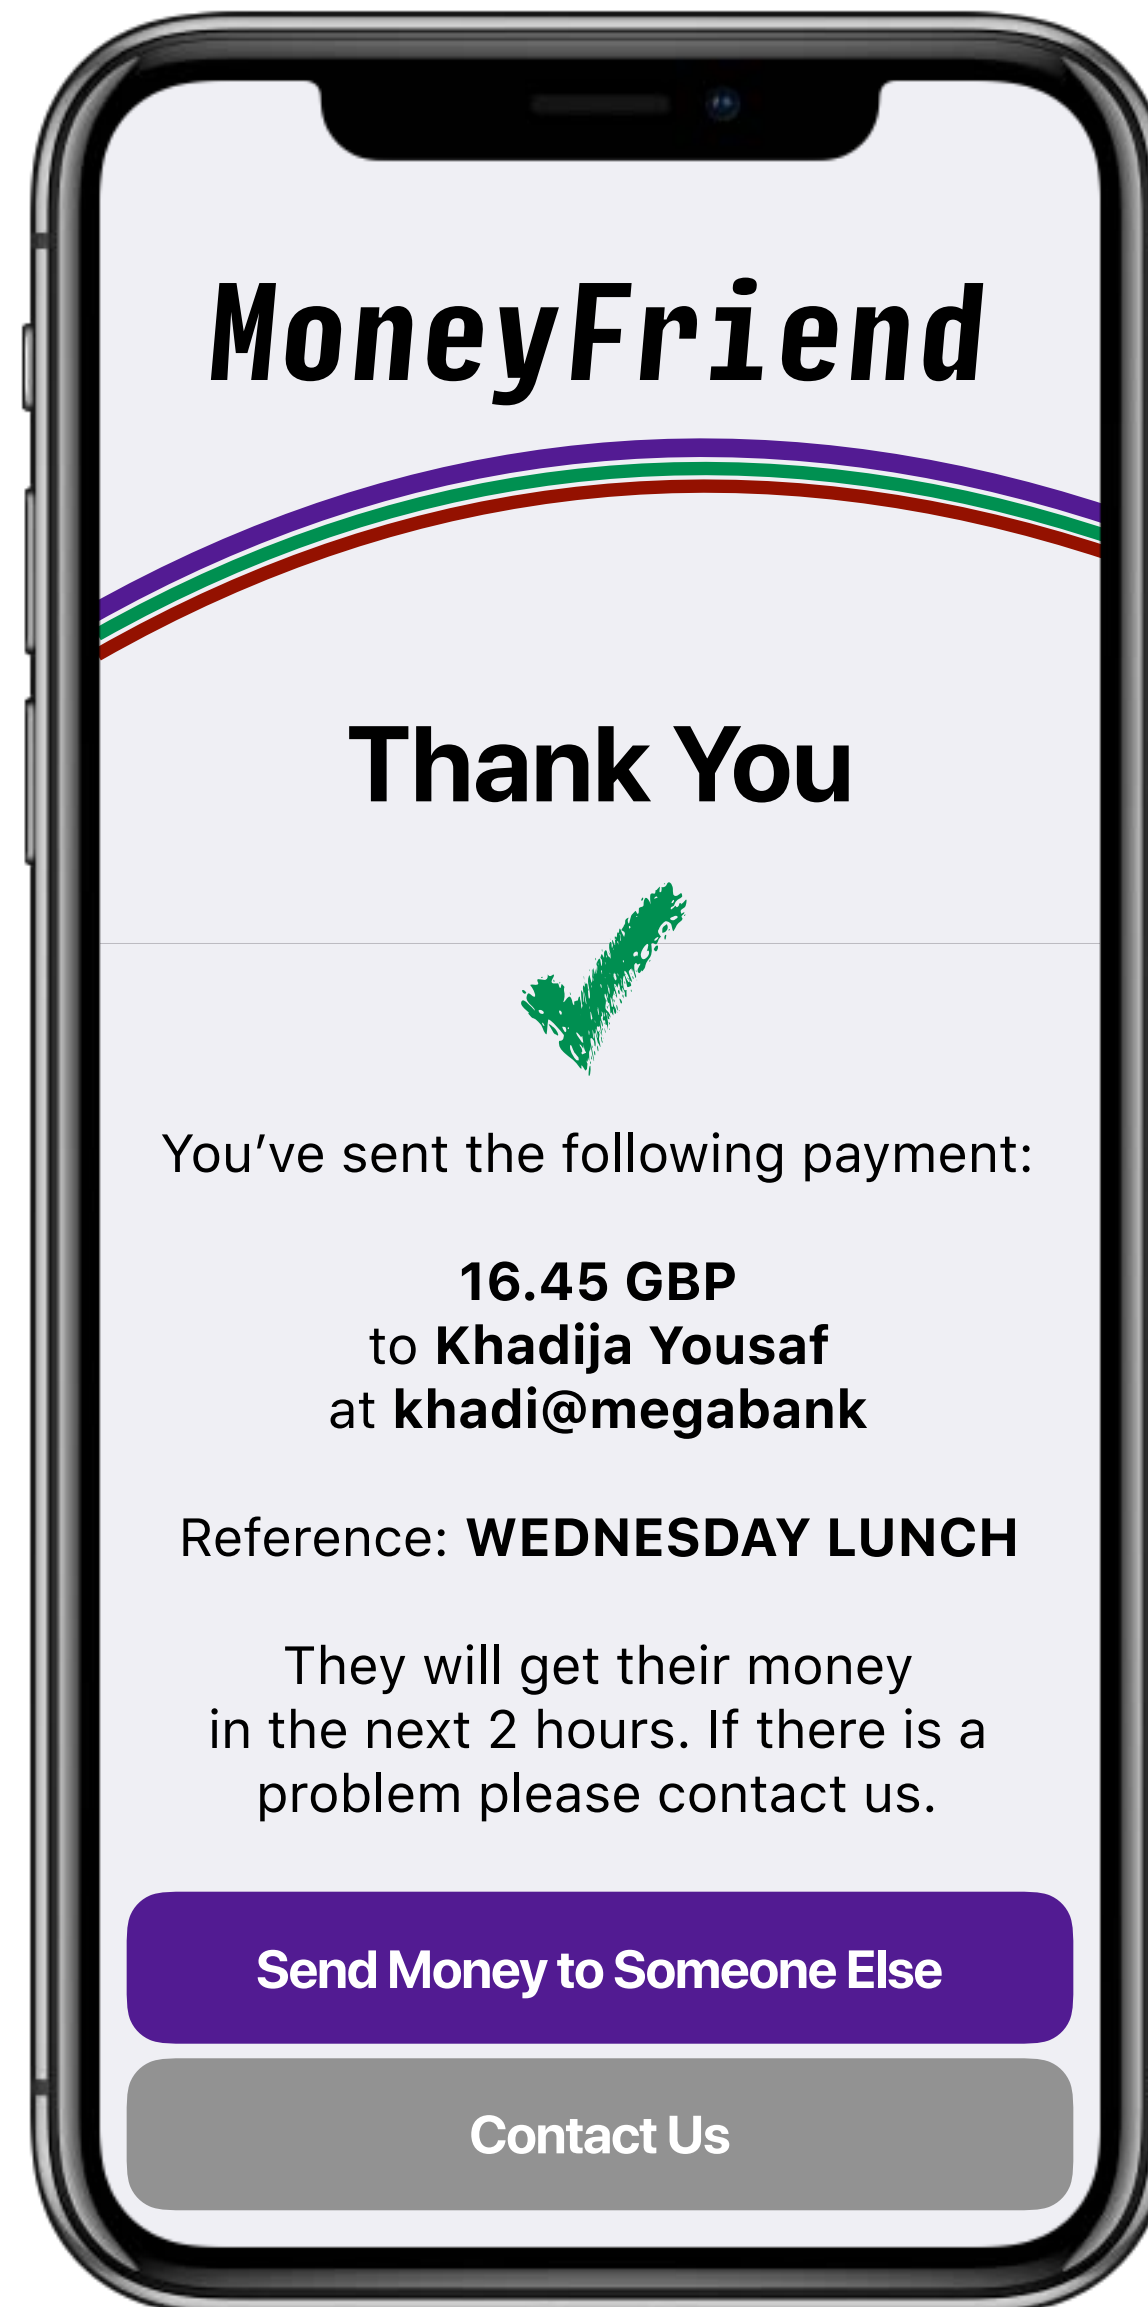 MoneyFriend
Thank You
You’ve sent the following payment:
16.45 GBP
to Khadija Yousaf
at khadi@megabank
Reference: WEDNESDAY LUNCH
They will get their money
in the next 2 hours. If there is a
problem please contact us.
Send Money to Someone Else
Contact Us